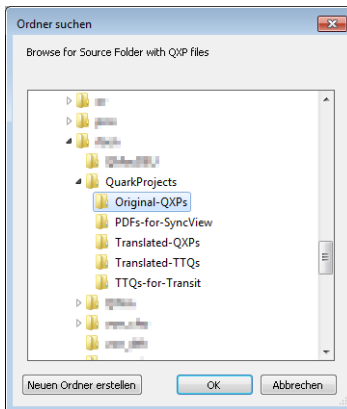 Ordner suchen
Browse for Source Folder with QXP files
QuarkProjects
Original-QXPs
PDFs-for-SyncView
Translated-QXPs
Translated-TTQs
TTQs-for-Transit
Neuen Ordner erstellen
OK
Abbrechen